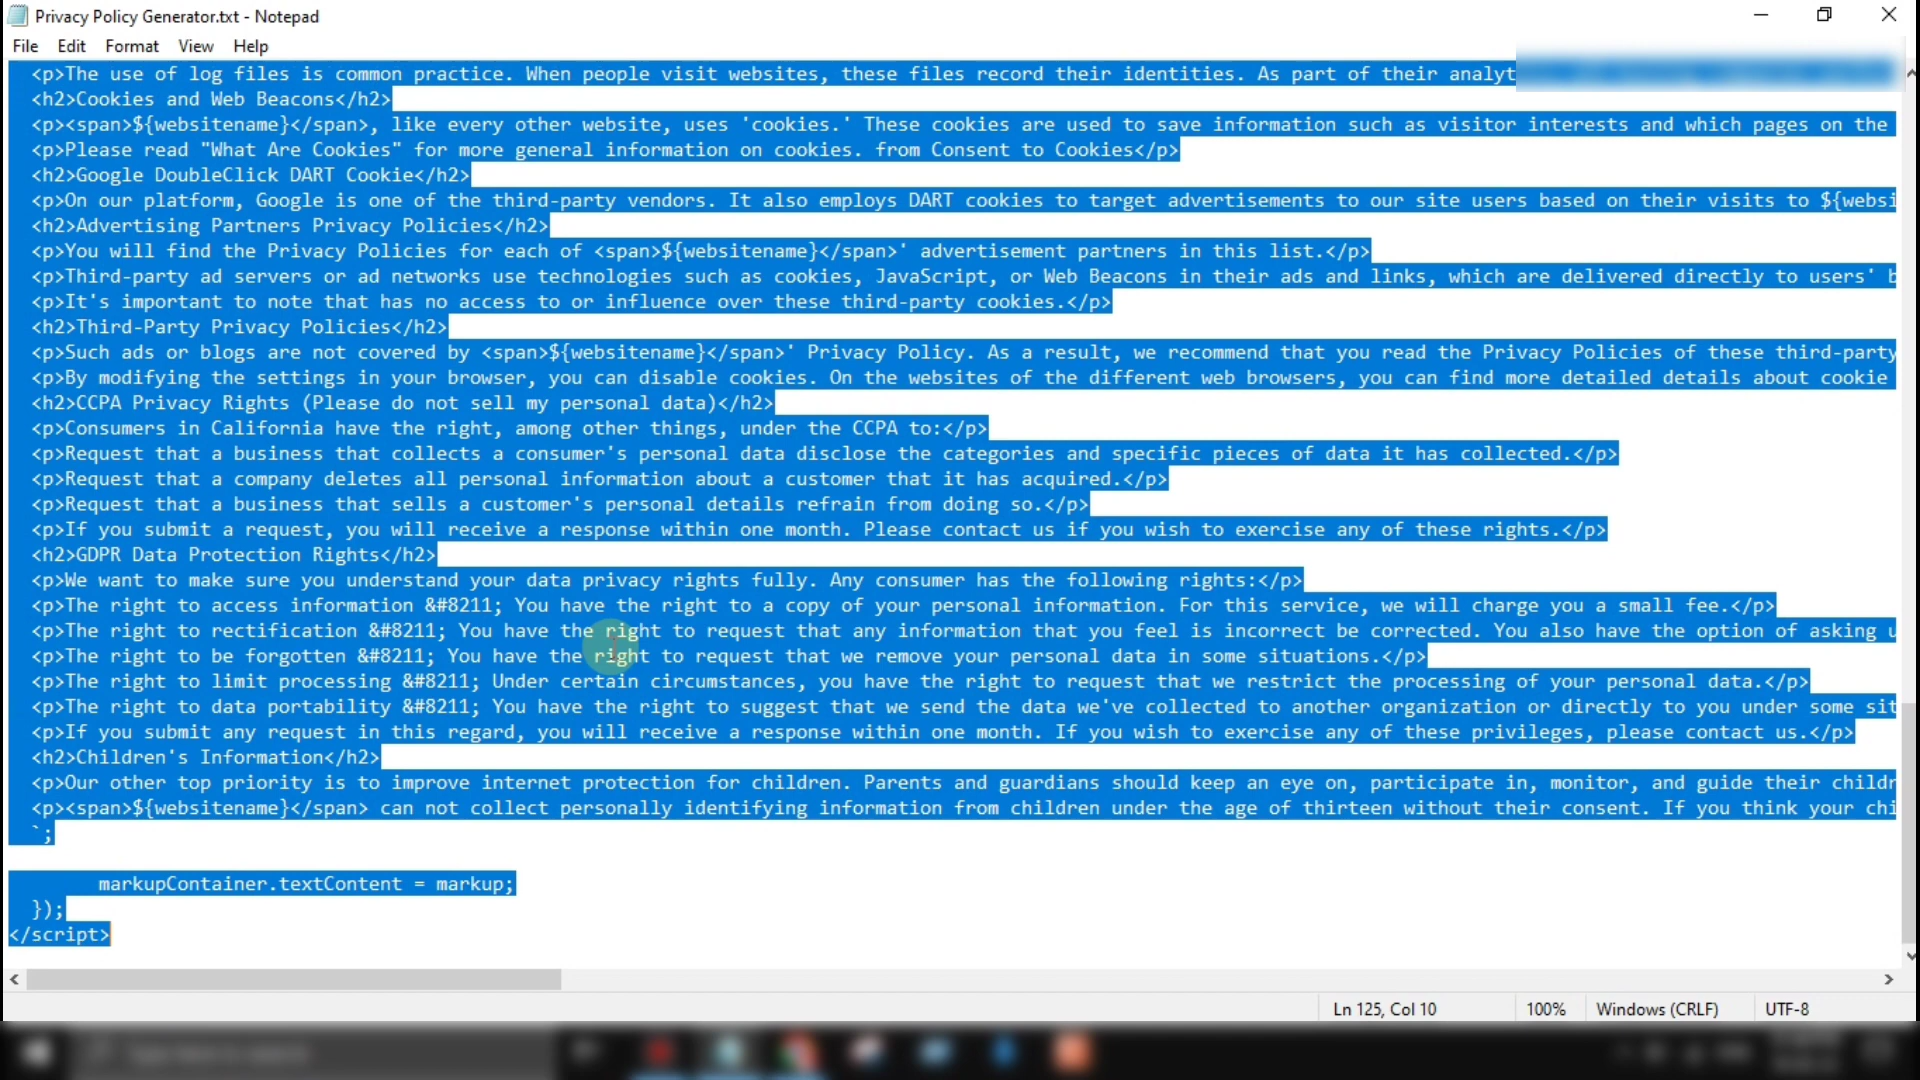 Privacy Policy Generator.txt - Notepad
File Edit Format View Help
<p>The use of log files is common practice. When people visit websites, these files record their identities. As part of their analyt
<h2>Cookies and Web Beacons</h2>
<p><span>${websitename}</span>, like every other website, uses 'cookies.' These cookies are used to save information such as visitor interests and which pages on the
<p>Please read "What Are Cookies" for more general information on cookies. from Consent to Cookies</p>
<h2>Google DoubleClick DART Cookie</h2>
<p>On our platform, Google is one of the third-party vendors. It also employs DART cookies to target advertisements to our site users based on their visits to ${websi
<h2>Advertising Partners Privacy Policies</h2>
<p>You will find the Privacy Policies for each of <span>${websitename}</span>' advertisement partners in this list.</p>
<p>Third-party ad servers or ad networks use technologies such as cookies, JavaScript, or Web Beacons in their ads and links, which are delivered directly to users' b
<p>It's important to note that has no access to or influence over these third-party cookies.</p>
<h2>Third-Party Privacy Policies</h2>
<p>Such ads or blogs are not covered by <span>${websitename}</span>' Privacy Policy. As a result, we recommend that you read the Privacy Policies of these third-party
<p>By modifying the settings in your browser, you can disable cookies. On the websites of the different web browsers, you can find more detailed details about cookie
<h2>CCPA Privacy Rights (Please do not sell my personal data)</h2>
<p>Consumers in California have the right, among other things, under the CCPA to:</p>
<p>Request that a business that collects a consumer's personal data disclose the categories and specific pieces of data it has collected.</p>
<p>Request that a company deletes all personal information about a customer that it has acquired.</p>
<p>Request that a business that sells a customer's personal details refrain from doing so.</p>
<p>If you submit a request, you will receive a response within one month. Please contact us if you wish to exercise any of these rights.</p>
<h2>GDPR Data Protection Rights</h2>
<p>We want to make sure you understand your data privacy rights fully. Any consumer has the following rights:</p>
<p>The right to access information &#8211; You have the right to a copy of your personal information. For this service, we will charge you a small fee.</p>
<p>The right to rectification &#8211; You have the right to request that any information that you feel is incorrect be corrected. You also have the option of asking u
<p>The right to be forgotten &#8211; You have the right to request that we remove your personal data in some situations.</p>
<p>The right to limit processing &#8211; Under certain circumstances, you have the right to request that we restrict the processing of your personal data.</p>
<p>The right to data portability &#8211; You have the right to suggest that we send the data we've collected to another organization or directly to you under some sit
<p>If you submit any request in this regard, you will receive a response within one month. If you wish to exercise any of these privileges, please contact us.</p>
<h2>Children's Information</h2>
<p>Our other top priority is to improve internet protection for children. Parents and guardians should keep an eye on, participate in, monitor, and guide their childr
<p><span>${websitename}</span> can not collect personally identifying information from children under the age of thirteen without their consent. If you think your chi
`;
markupContainer.textContent = markup;
});
</script>
Ln 125, Col 10 100% Windows (CRLF) UTF-8